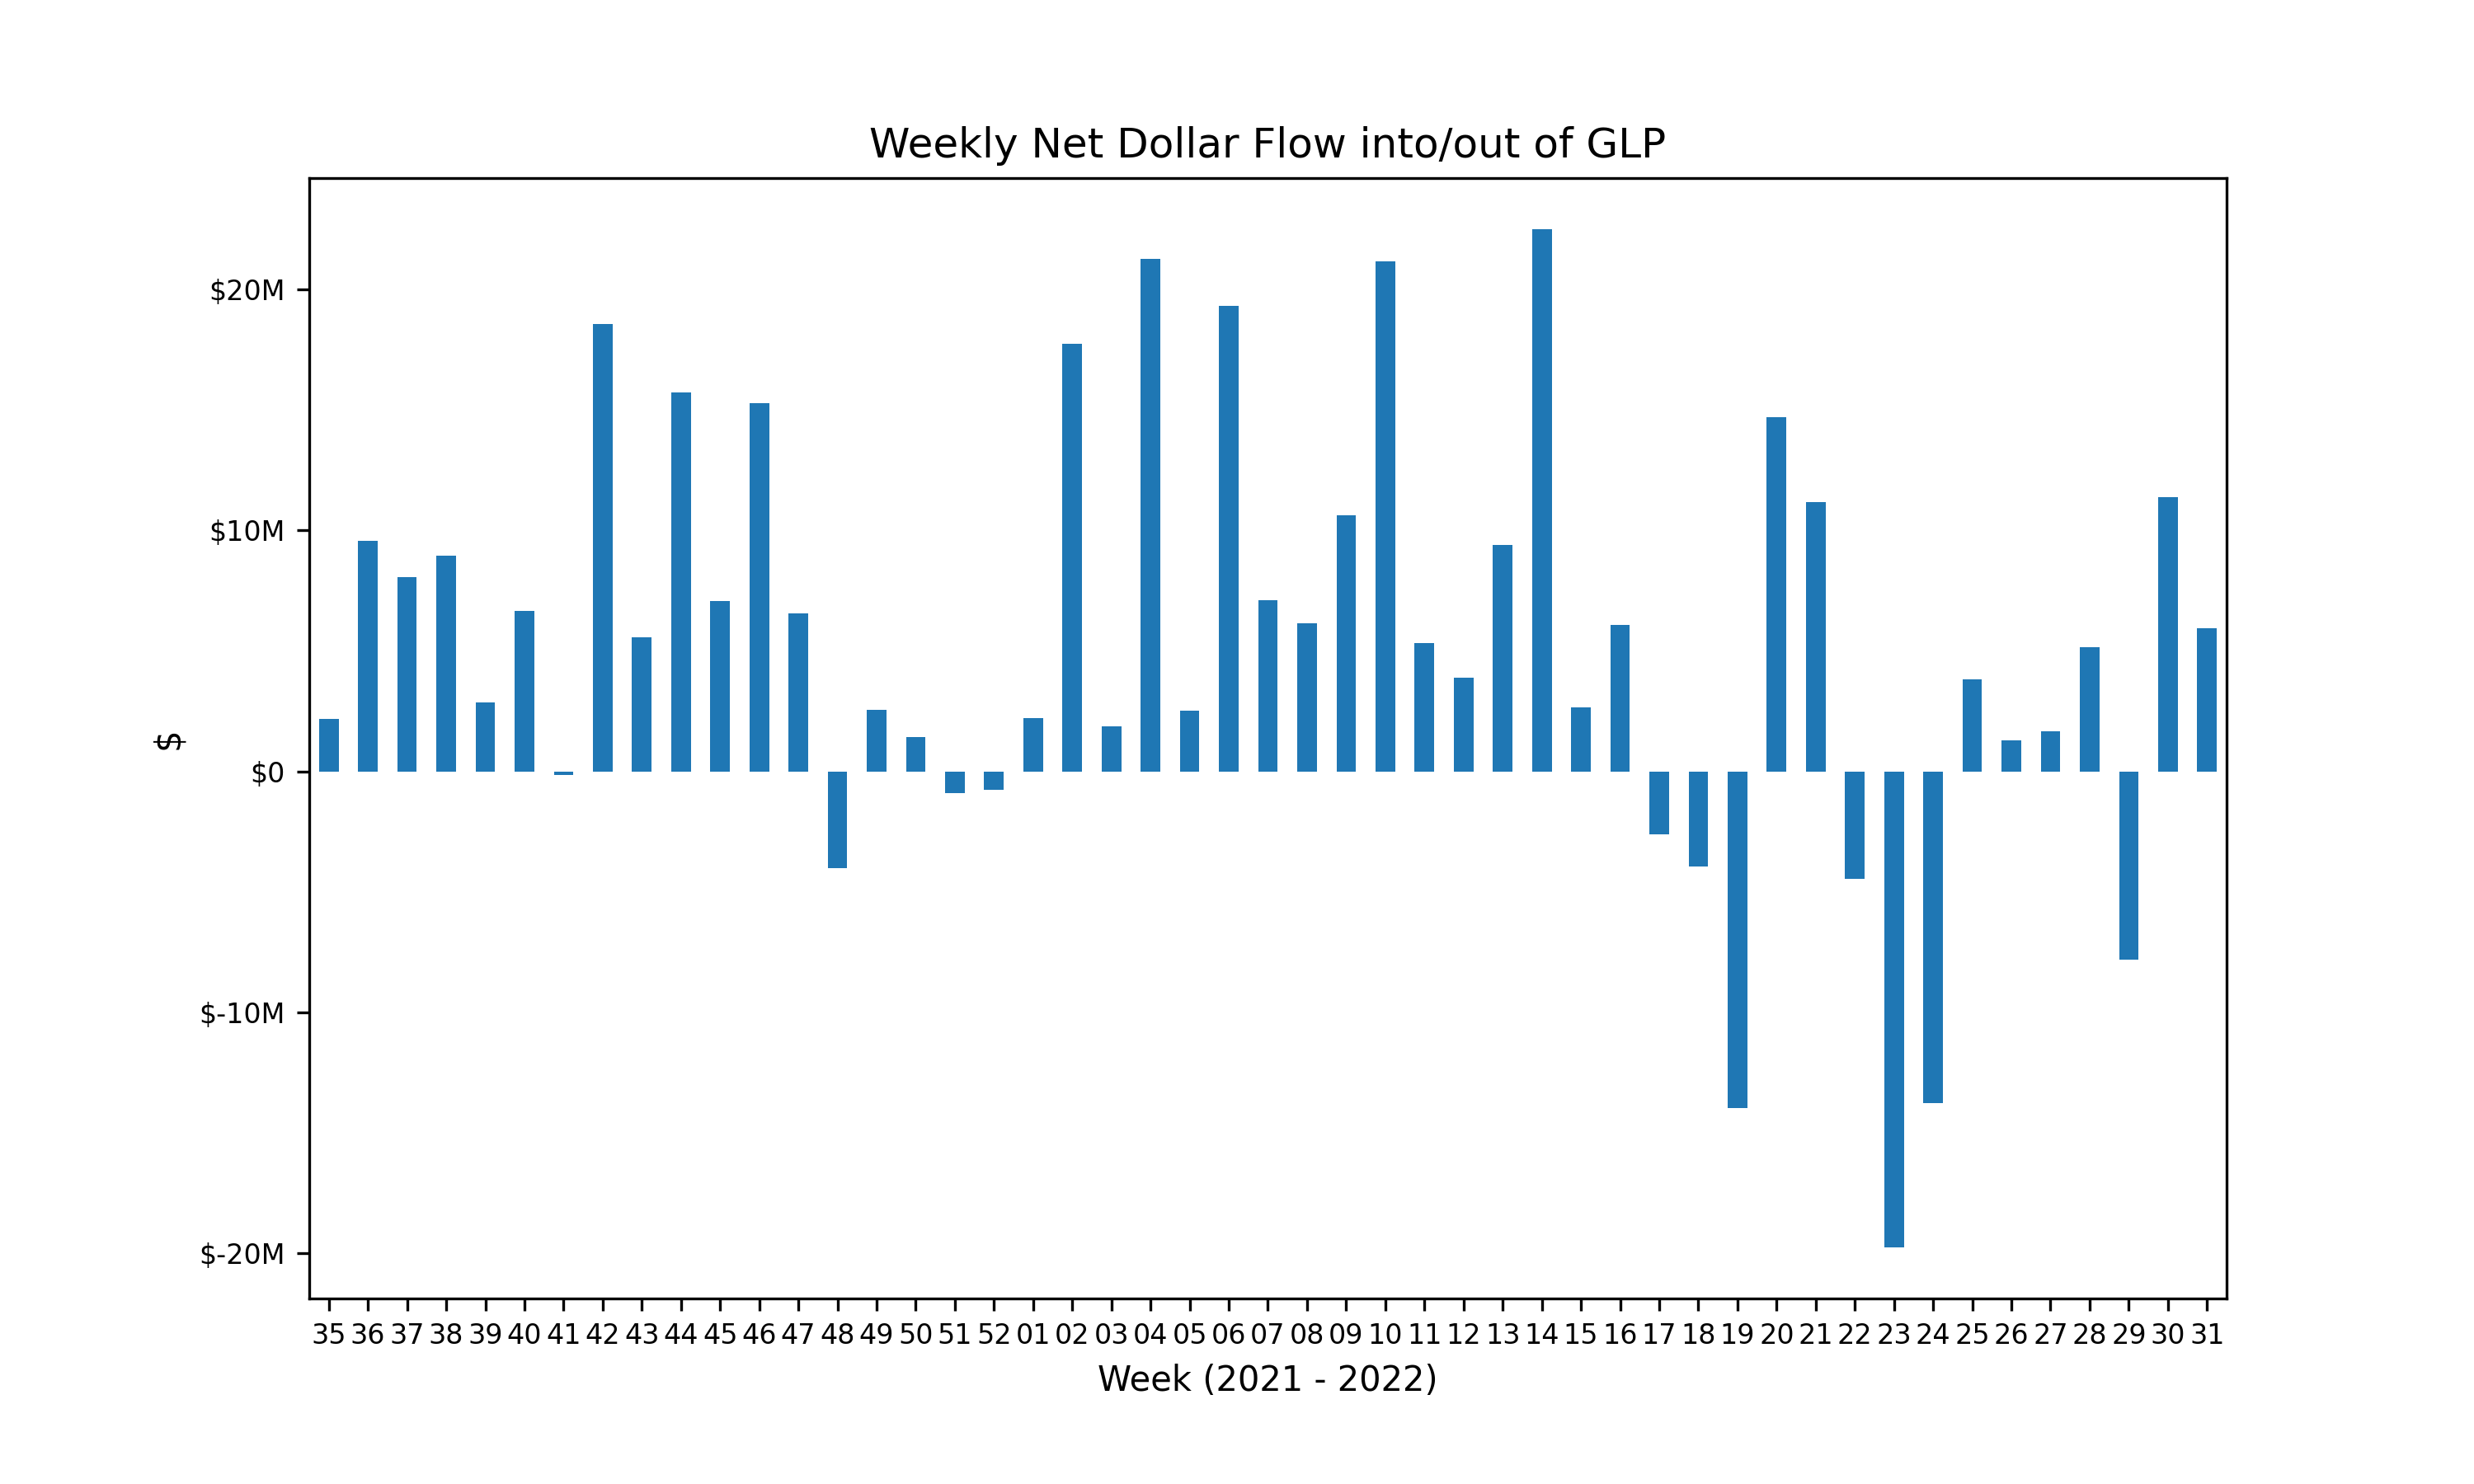 Weekly Net Dollar Flow into/out of GLP
$20M
$10M
$0
$-10M
$-20M
$
35 36 37 38 39 40 41 42 43 44 45 46 47 48 49 50 51 52 01 02 03 04 05 06 07 08 09 10 11 12 13 14 15 16 17 18 19 20 21 22 23 24 25 26 27 28 29 30 31
Week (2021 - 2022)